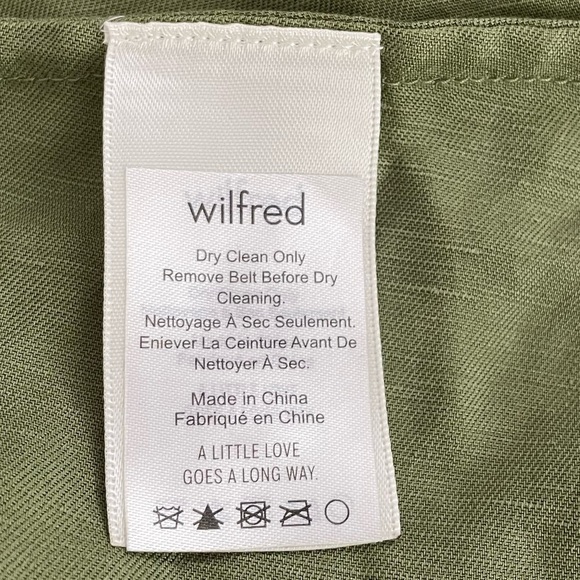 wilfred
Dry Clean Only
Remove Belt Before Dry
Cleaning.
Nettoyage À Sec Seulement.
Eniever La Ceinture Avant De
Nettoyer À Sec.
Made in China
Fabriqué en Chine
A LITTLE LOVE
GOES A LONG WAY.